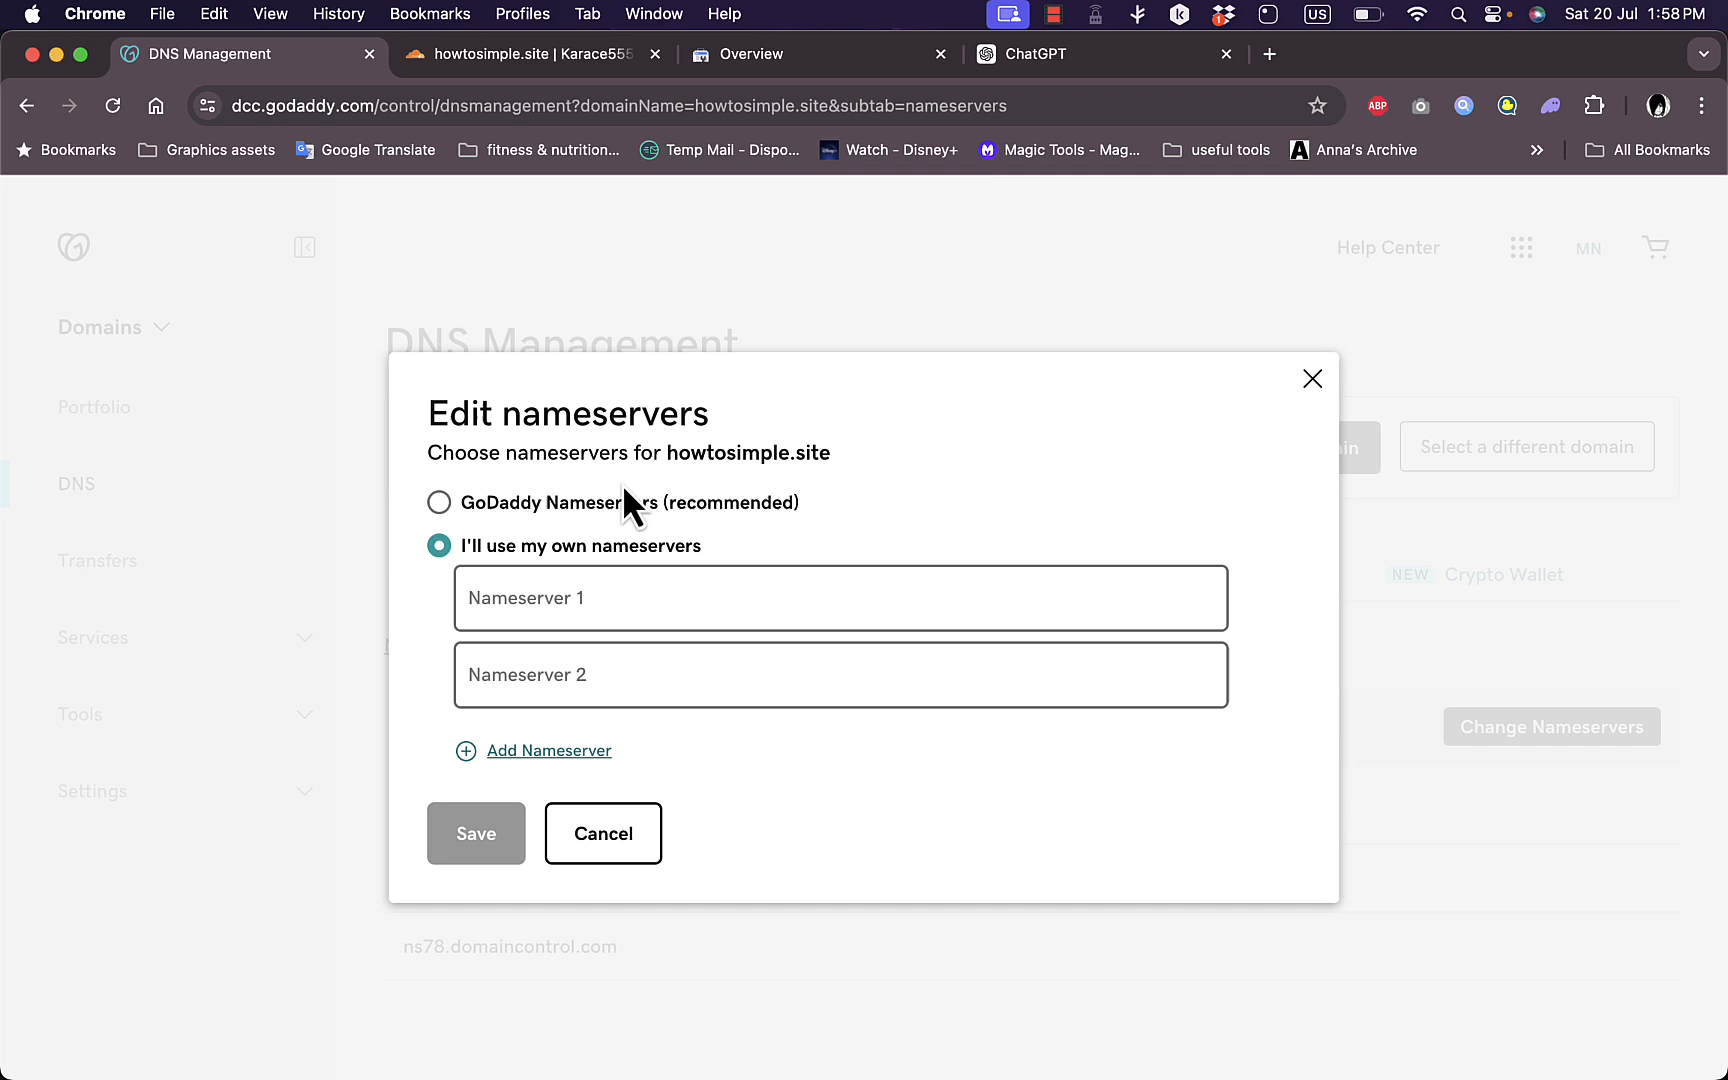 Chrome File Edit View History Bookmarks Profiles Tab Window Help US Sat 20 Jul 1:58 PM
DNS Management howtosimple.site | Karace555 Overview ChatGPT
dcc.godaddy.com/control/dnsmanagement?domainName=howtosimple.site&subtab=nameservers ABP
Bookmarks Graphics assets Google Translate fitness & nutrition... Temp Mail - Dispo... Watch - Disney+ Magic Tools - Mag... useful tools Anna's Archive All Bookmarks
Help Center MN
Domains
DNS Management
Portfolio
Edit nameservers
Choose nameservers for howtosimple.site
Select a different domain
DNS
GoDaddy Nameservers (recommended)
I'll use my own nameservers
Transfers
NEW Crypto Wallet
Nameserver 1
Services
Nameserver 2
Tools
Change Nameservers
Add Nameserver
Settings
Save Cancel
ns78.domaincontrol.com